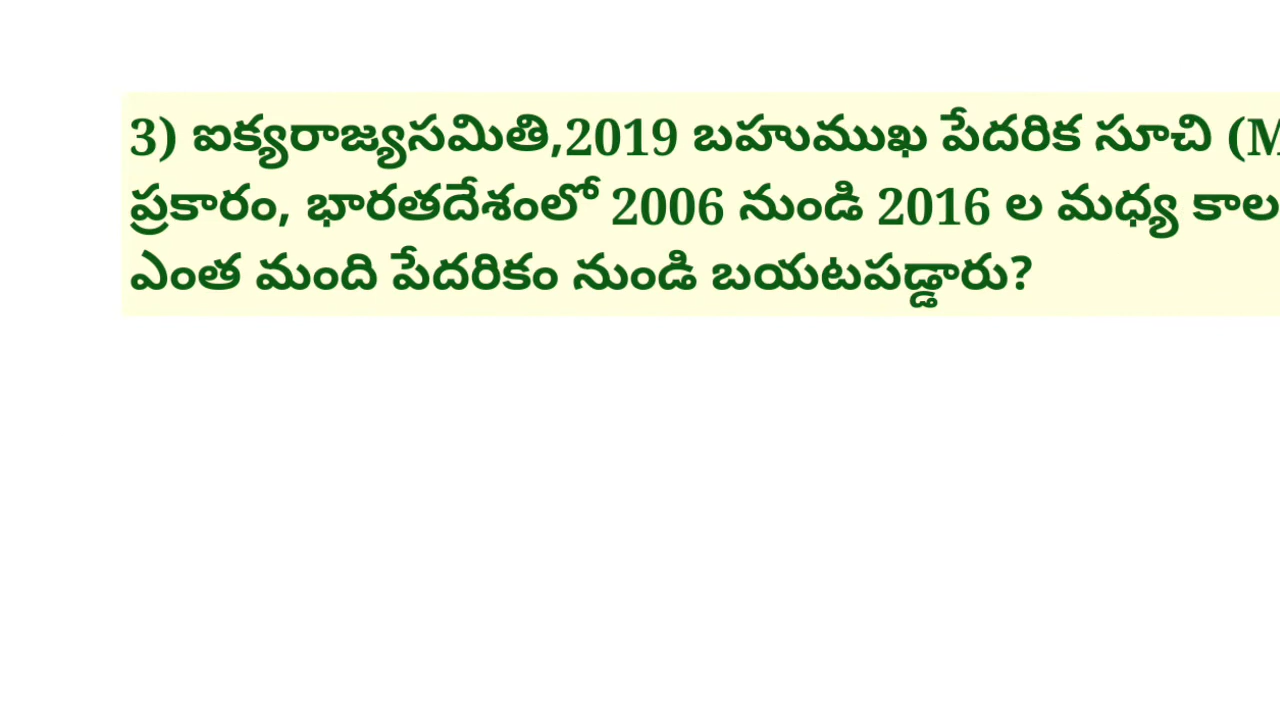 3) ఐక్యరాజ్యసమితి,2019 బహుముఖ పేదరిక సూచి
ప్రకారం, భారతదేశంలో 2006 నుండి 2016 ల మధ్య
ఎంత మంది పేదరికం నుండి బయటపడ్డారు?